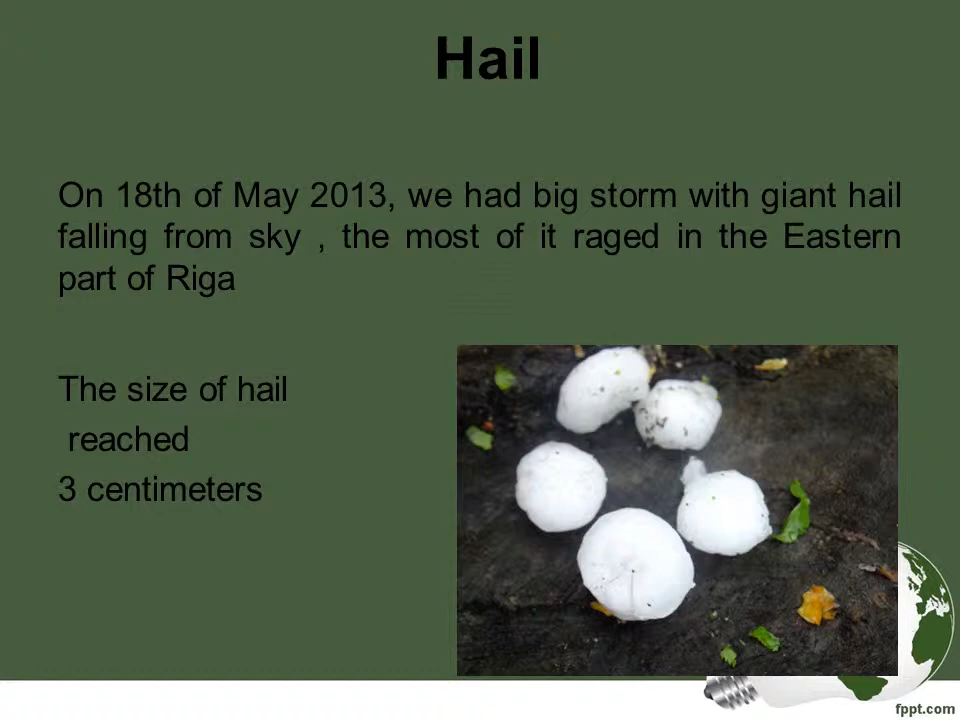 Hail
On 18th of May 2013, we had big storm with giant hail
falling from sky , the most of it raged in the Eastern
part of Riga
The size of hail
reached
3 centimeters
fppt.com